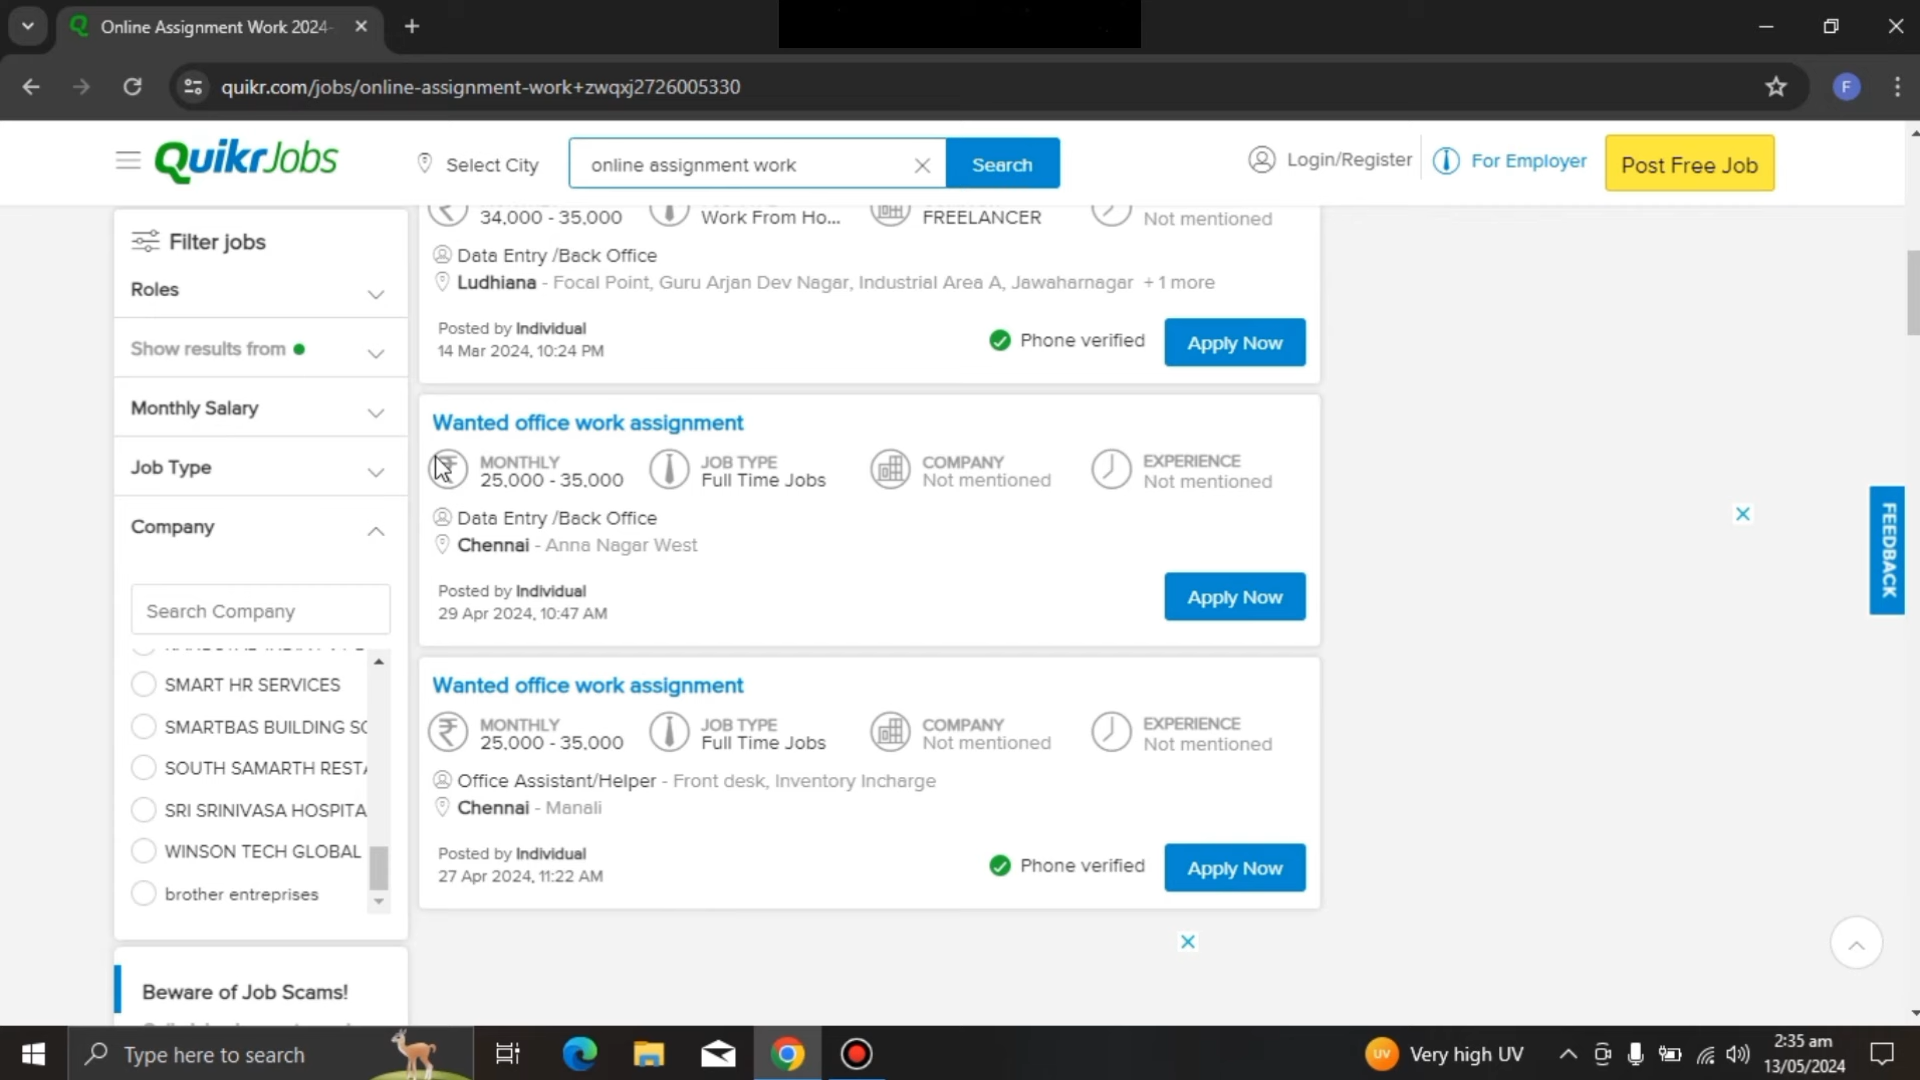 Online Assignment Work 2024-
quikr.com/jobs/online-assignment-work+zwqxj2726005330
F
QuikrJobs
Select City
online assignment work
Search
Login/Register
For Employer
Post Free Job
Filter jobs
Roles
Show results from
Monthly Salary
Job Type
Company
Search Company
SMART HR SERVICES
SMARTBAS BUILDING SO
SOUTH SAMARTH RESTA
SRI SRINIVASA HOSPITA
WINSON TECH GLOBAL
brother entreprises
Beware of Job Scams!
34,000 - 35,000
Work From Ho...
FREELANCER
Not mentioned
Data Entry /Back Office
Ludhiana - Focal Point, Guru Arjan Dev Nagar, Industrial Area A, Jawaharnagar + 1 more
Posted by Individual
14 Mar 2024, 10:24 PM
Phone verified
Apply Now
Wanted office work assignment
MONTHLY
25,000 - 35,000
JOB TYPE
Full Time Jobs
COMPANY
Not mentioned
EXPERIENCE
Not mentioned
Data Entry /Back Office
Chennai - Anna Nagar West
Posted by Individual
29 Apr 2024, 10:47 AM
Apply Now
Wanted office work assignment
MONTHLY
25,000 - 35,000
JOB TYPE
Full Time Jobs
COMPANY
Not mentioned
EXPERIENCE
Not mentioned
Office Assistant/Helper - Front desk, Inventory Incharge
Chennai - Manali
Posted by Individual
27 Apr 2024, 11:22 AM
Phone verified
Apply Now
FEEDBACK
Type here to search
UV
Very high UV
2:35 am
13/05/2024